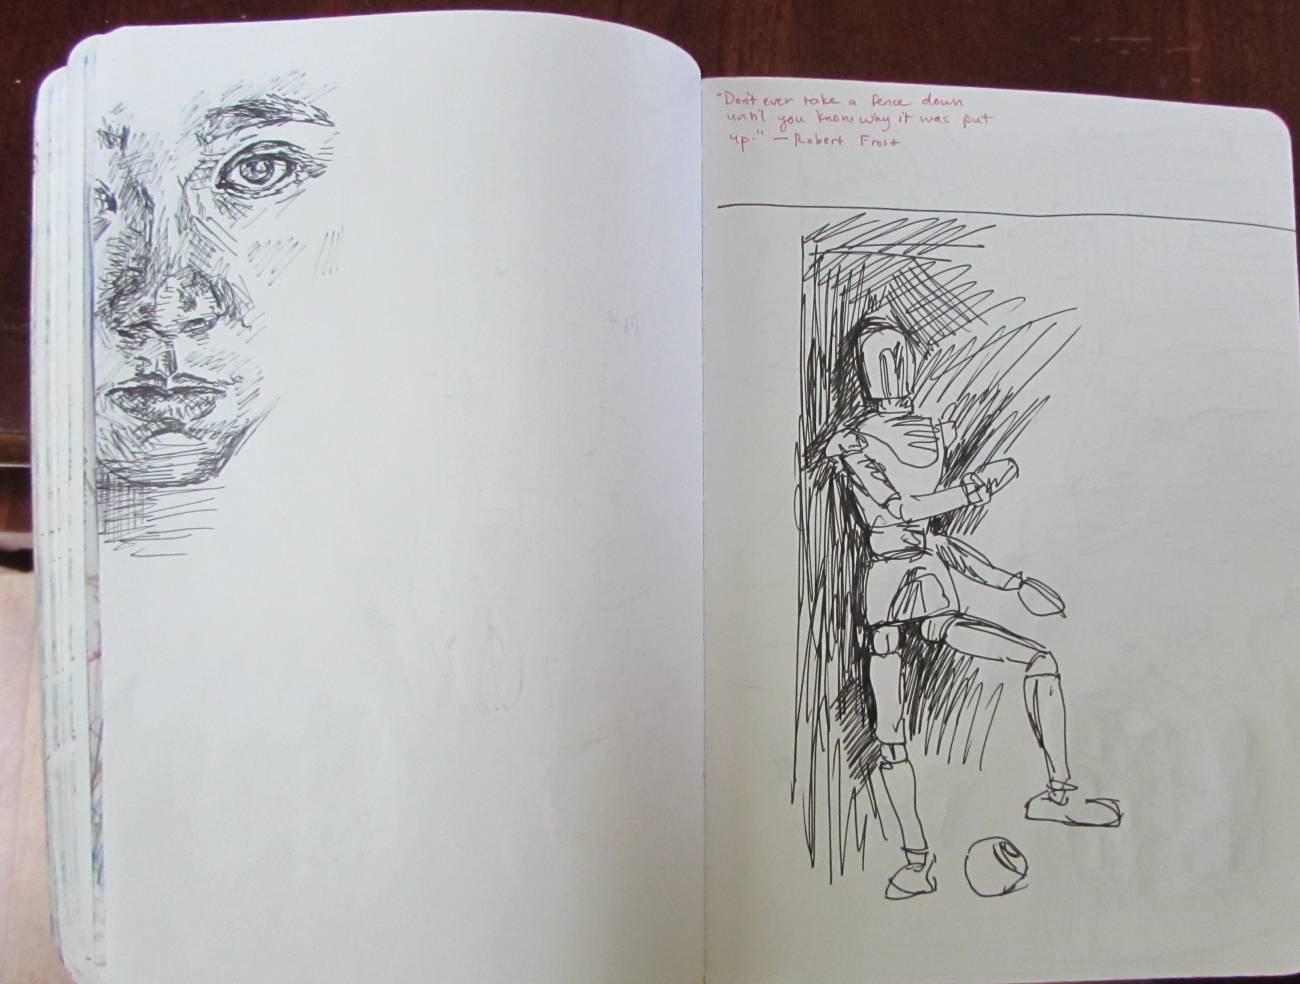 "Don't ever take a fence down
until you know why it was put
up." — Robert Frost